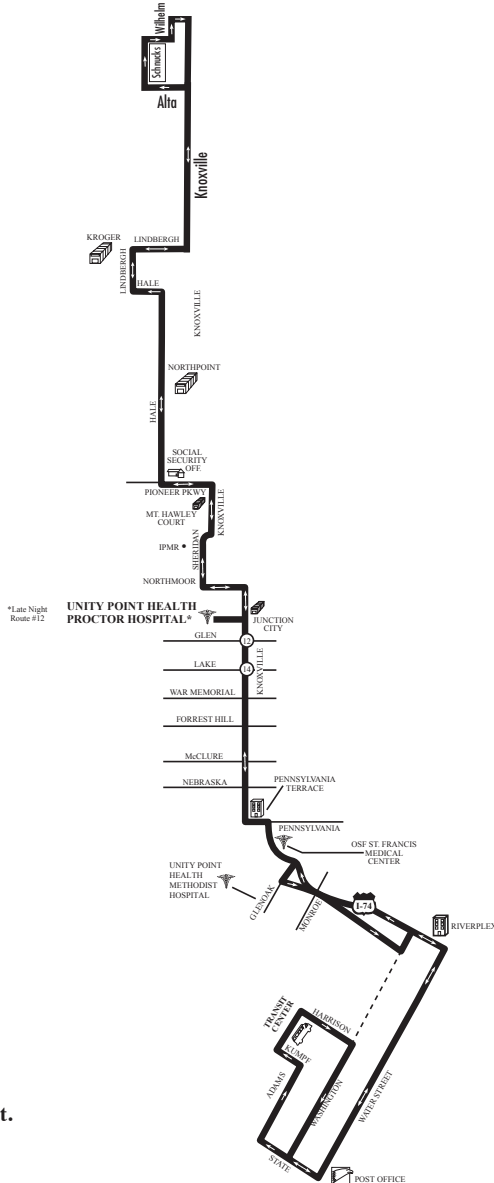 Wilhelm
Schnucks
Alta
Knoxville
KROGER
LINDBERGH
LINDBERGH
HALE
KNOXVILLE
NORTHPOINT
HALE
SOCIAL
SECURITY
OFF.
PIONEER PKWY
MT. HAWLEY
COURT
KNOXVILLE
IPMR
SHERIDAN
NORTHMOOR
*Late Night
Route #12
UNITY POINT HEALTH
PROCTOR HOSPITAL*
JUNCTION
CITY
GLEN
12
LAKE
14
KNOXVILLE
WAR MEMORIAL
FORREST HILL
McCLURE
NEBRASKA
PENNSYLVANIA
TERRACE
PENNSYLVANIA
OSF ST. FRANCIS
MEDICAL
CENTER
UNITY POINT
HEALTH
METHODIST
HOSPITAL
GLENOAK
MONROE
I-74
RIVERPLEX
TRANSIT
CENTER
HARRISON
KUMPF
ADAMS
WASHINGTON
WATER STREET
t.
STATE
POST OFFICE